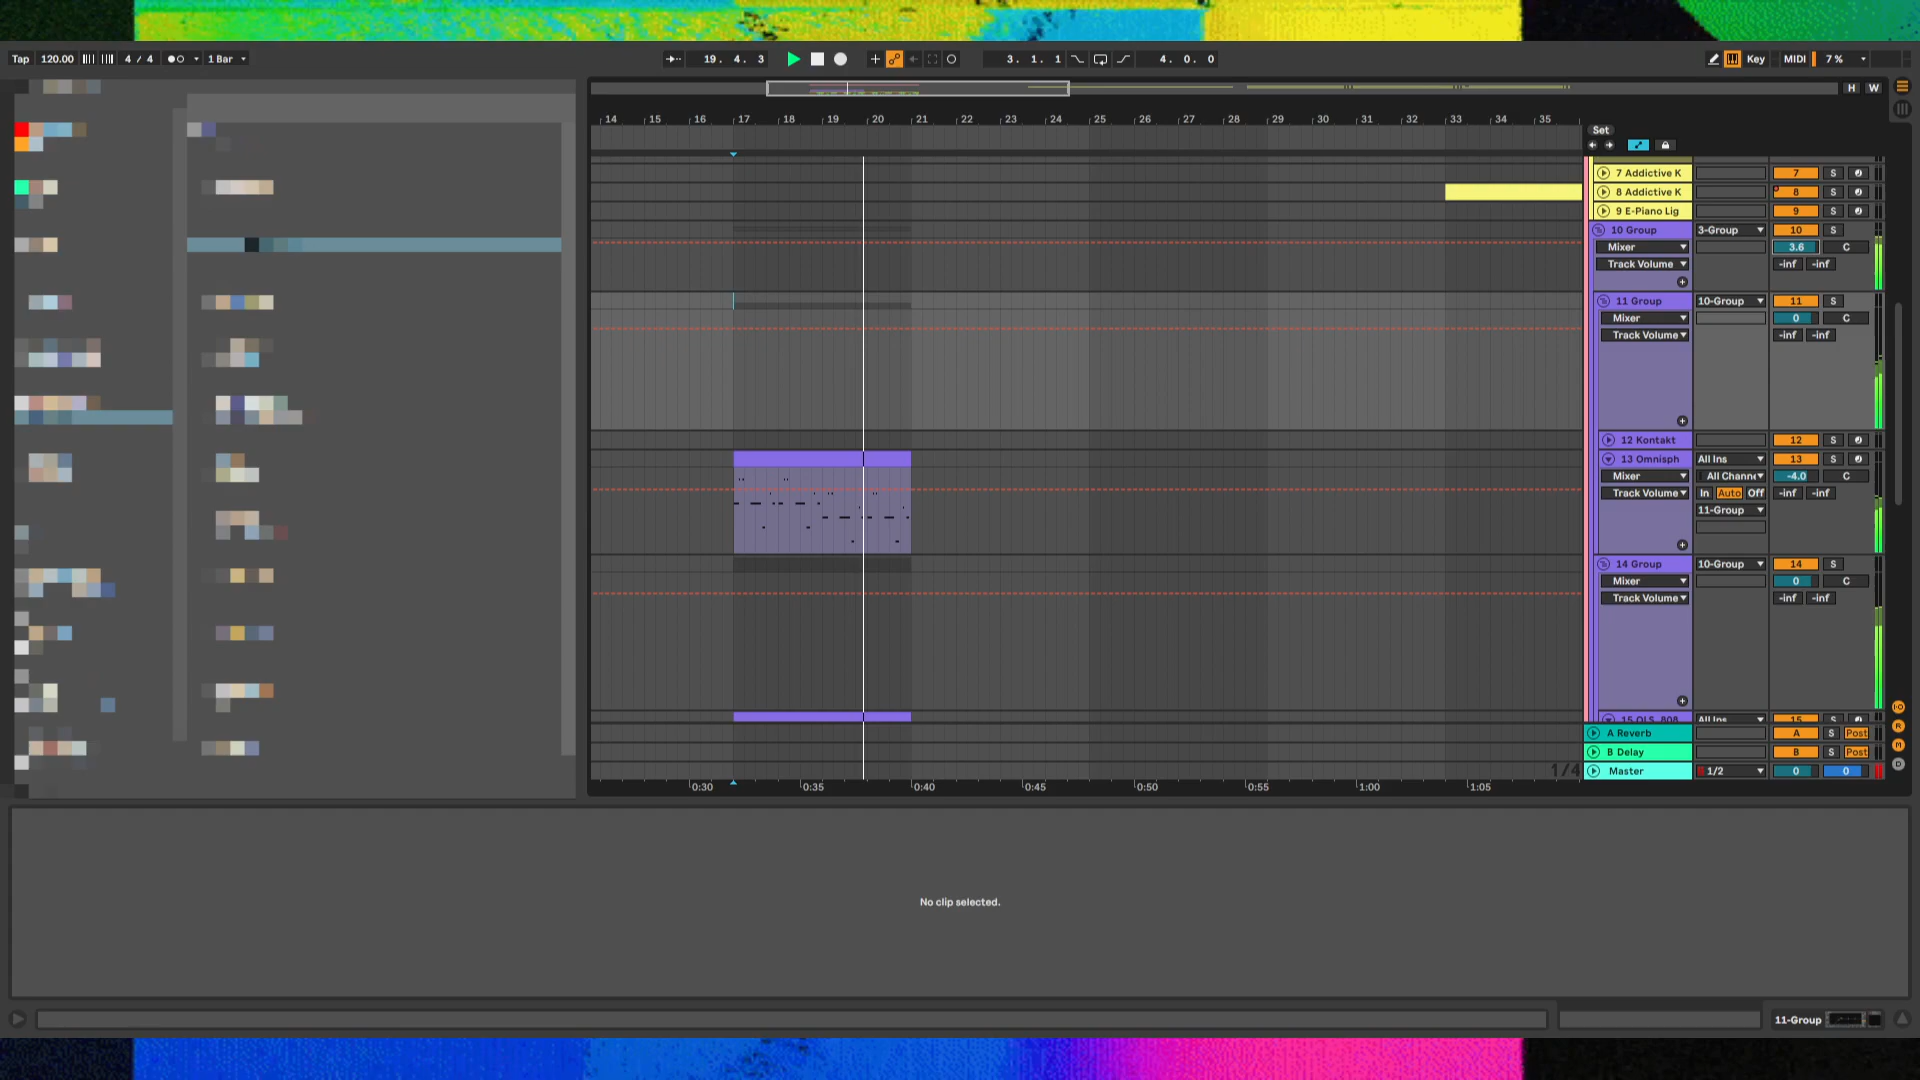 Tap 120.00 4 / 4 1 Bar 19. 4. 3 3. 1. 1 4. 0. 0 Key MIDI 7 %
H W
14 15 16 17 18 19 20 21 22 23 24 25 26 27 28 29 30 31 32 33 34 35
Set
7 Addictive K 7 S
8 Addictive K 8 S
9 E-Piano Lig 9 S
10 Group 3-Group 10 S
Mixer 3.6 C
Track Volume -inf -inf
11 Group 10-Group 11 S
Mixer 0 C
Track Volume -inf -inf
12 Kontakt 12 S
13 Omnisph All Ins 13 S
Mixer All Channe -4.0 C
Track Volume In Auto Off -inf -inf
11-Group
14 Group 10-Group 14 S
Mixer 0 C
Track Volume -inf -inf
15 OLS 808 All Ins 15 S
A Reverb A S Post
B Delay B S Post
1/4 Master 1/2 0 0
0:30 0:35 0:40 0:45 0:50 0:55 1:00 1:05
No clip selected.
11-Group